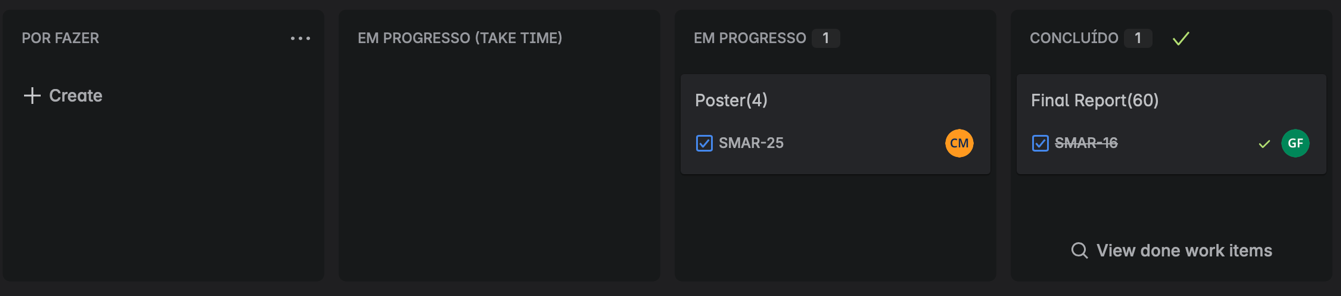 POR FAZER
Create
EM PROGRESSO (TAKE TIME)
EM PROGRESSO 1
Poster(4)
SMAR-25
CM
CONCLUÍDO 1
Final Report(60)
SMAR-16
GF
View done work items